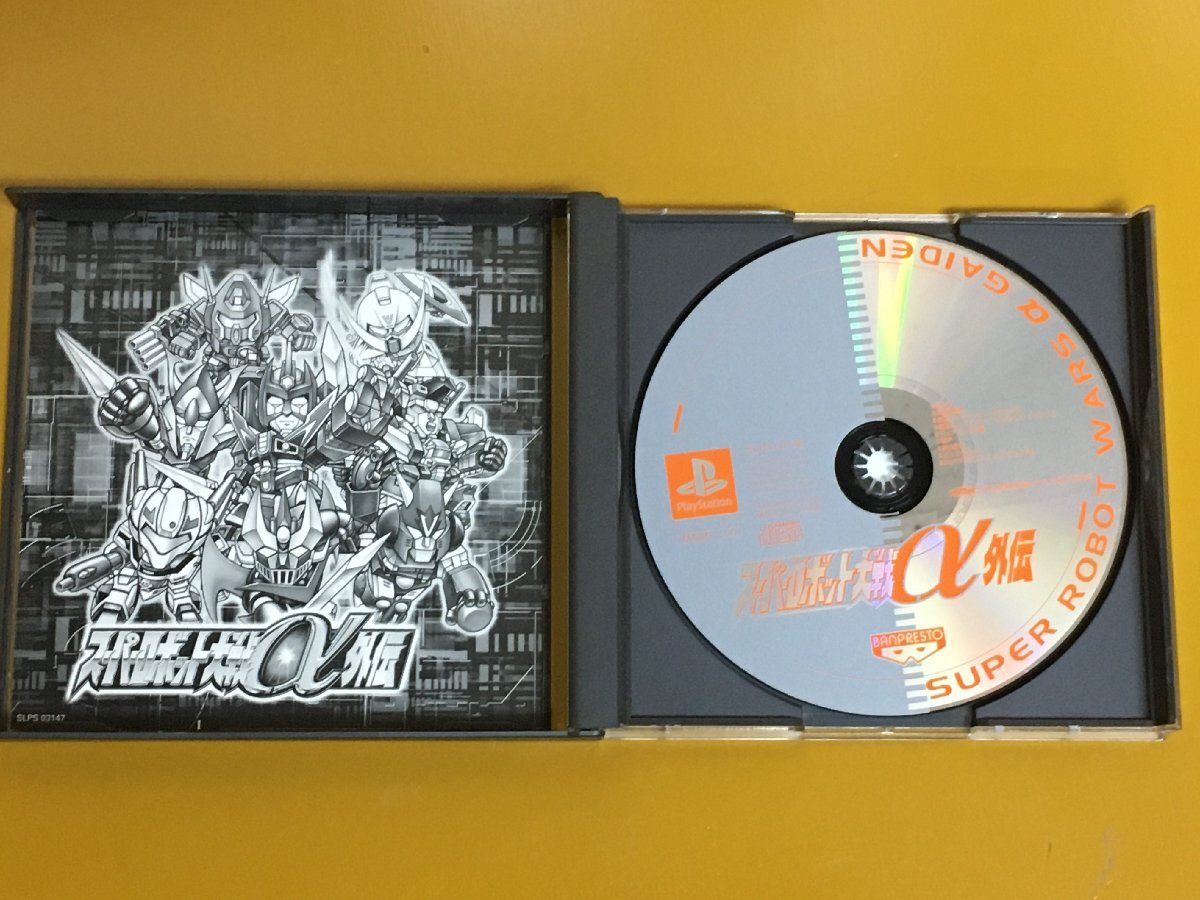 スーパーロボット大戦α外伝
SLPS 03147
SUPER ROBOT WARS α GAIDEN
PlayStation
スーパーロボット大戦α外伝
BANPRESTO